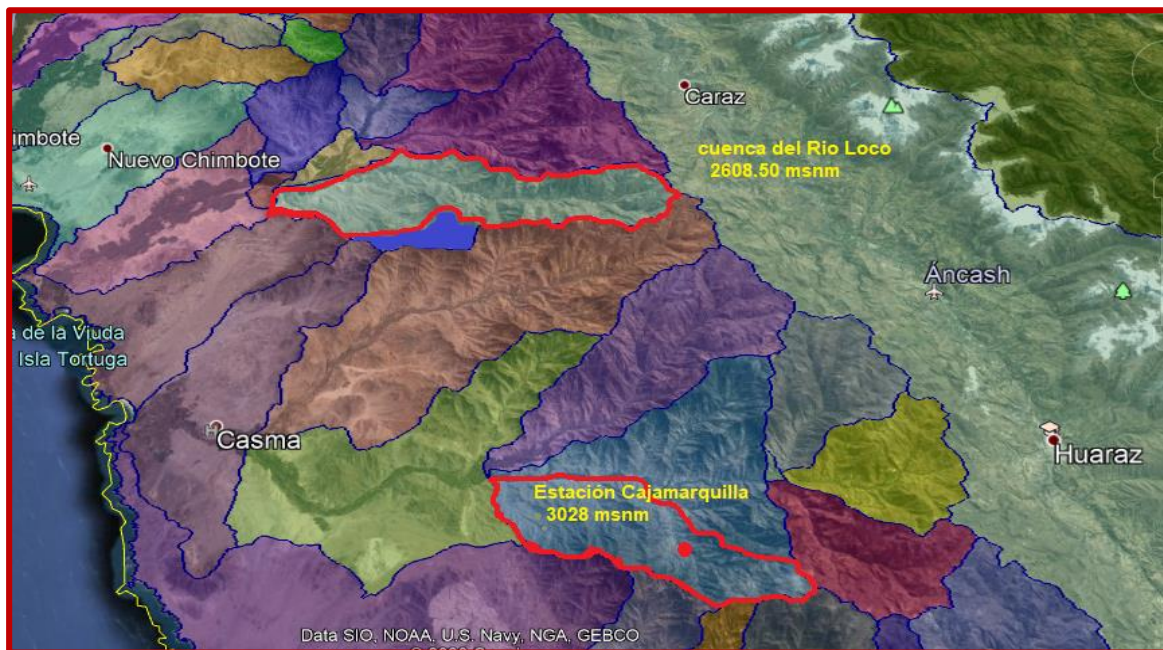 Caraz
cuenca del Rio Loco
2608.50 msnm
imbote
Nuevo Chimbote
Áncash
a de la Viuda
Isla Tortuga
Casma
Huaraz
Estación Cajamarquilla
3028 msnm
Data SIO, NOAA, U.S. Navy, NGA, GEBCO